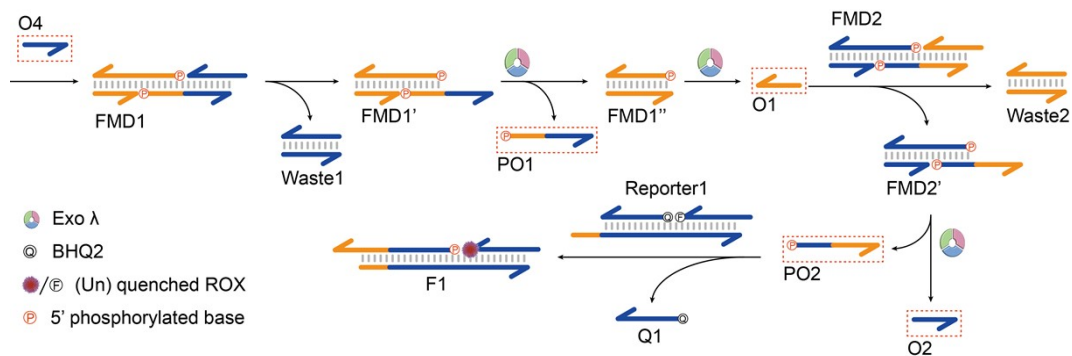 O4
FMD2
P
P
P
P
P
P
P
O1
FMD1
FMD1'
FMD1''
Waste2
P
P
PO1
Waste1
P
FMD2'
Reporter1
Exo λ
Q F
BHQ2
P
P
/F (Un) quenched ROX
F1
PO2
P 5' phosphorylated base
Q
Q1
O2
Q